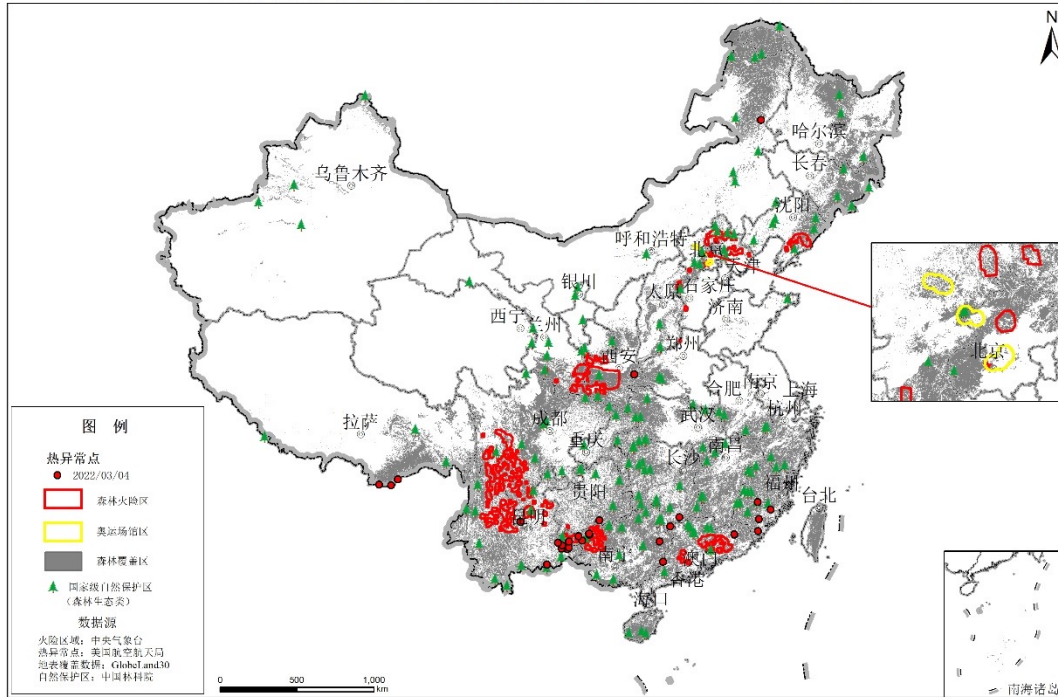 N
哈尔滨
长春
乌鲁木齐
沈阳
呼和浩特
北京
天津
银川
太原
石家庄
济南
西宁
兰州
郑州
西安
合肥
南京
上海
拉萨
成都
武汉
杭州
重庆
长沙
南昌
贵阳
福州
台北
昆明
南宁
澳门
香港
海口
北京
图 例
热异常点
2022/03/04
森林火险区
奥运场馆区
森林覆盖区
国家级自然保护区
(森林生态类)
数据源
火险区域：中央气象台
热异常点：美国航空航天局
地表覆盖数据：GlobeLand30
自然保护区：中国林科院
0 500 1,000
km
南海诸岛